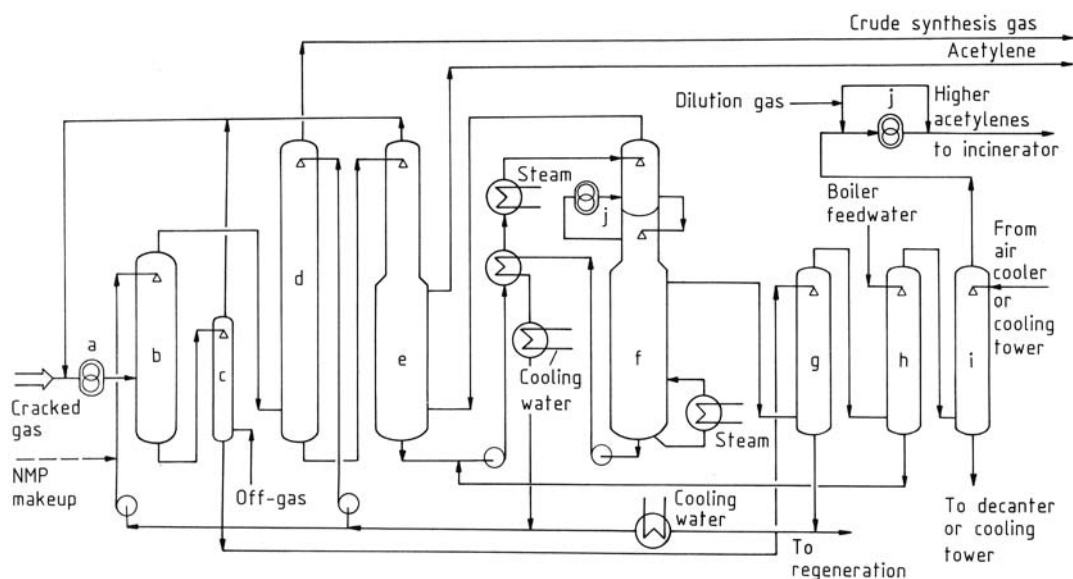 Crude synthesis gas
Acetylene
Dilution gas
j
Higher
acetylenes
to incinerator
Steam
j
Boiler
feedwater
From
air
cooler
or
cooling
tower
a
b
c
d
e
f
g
h
i
Cracked
gas
Cooling
water
Steam
NMP
makeup
Off-gas
Cooling
water
To
regeneration
To decanter
or cooling
tower